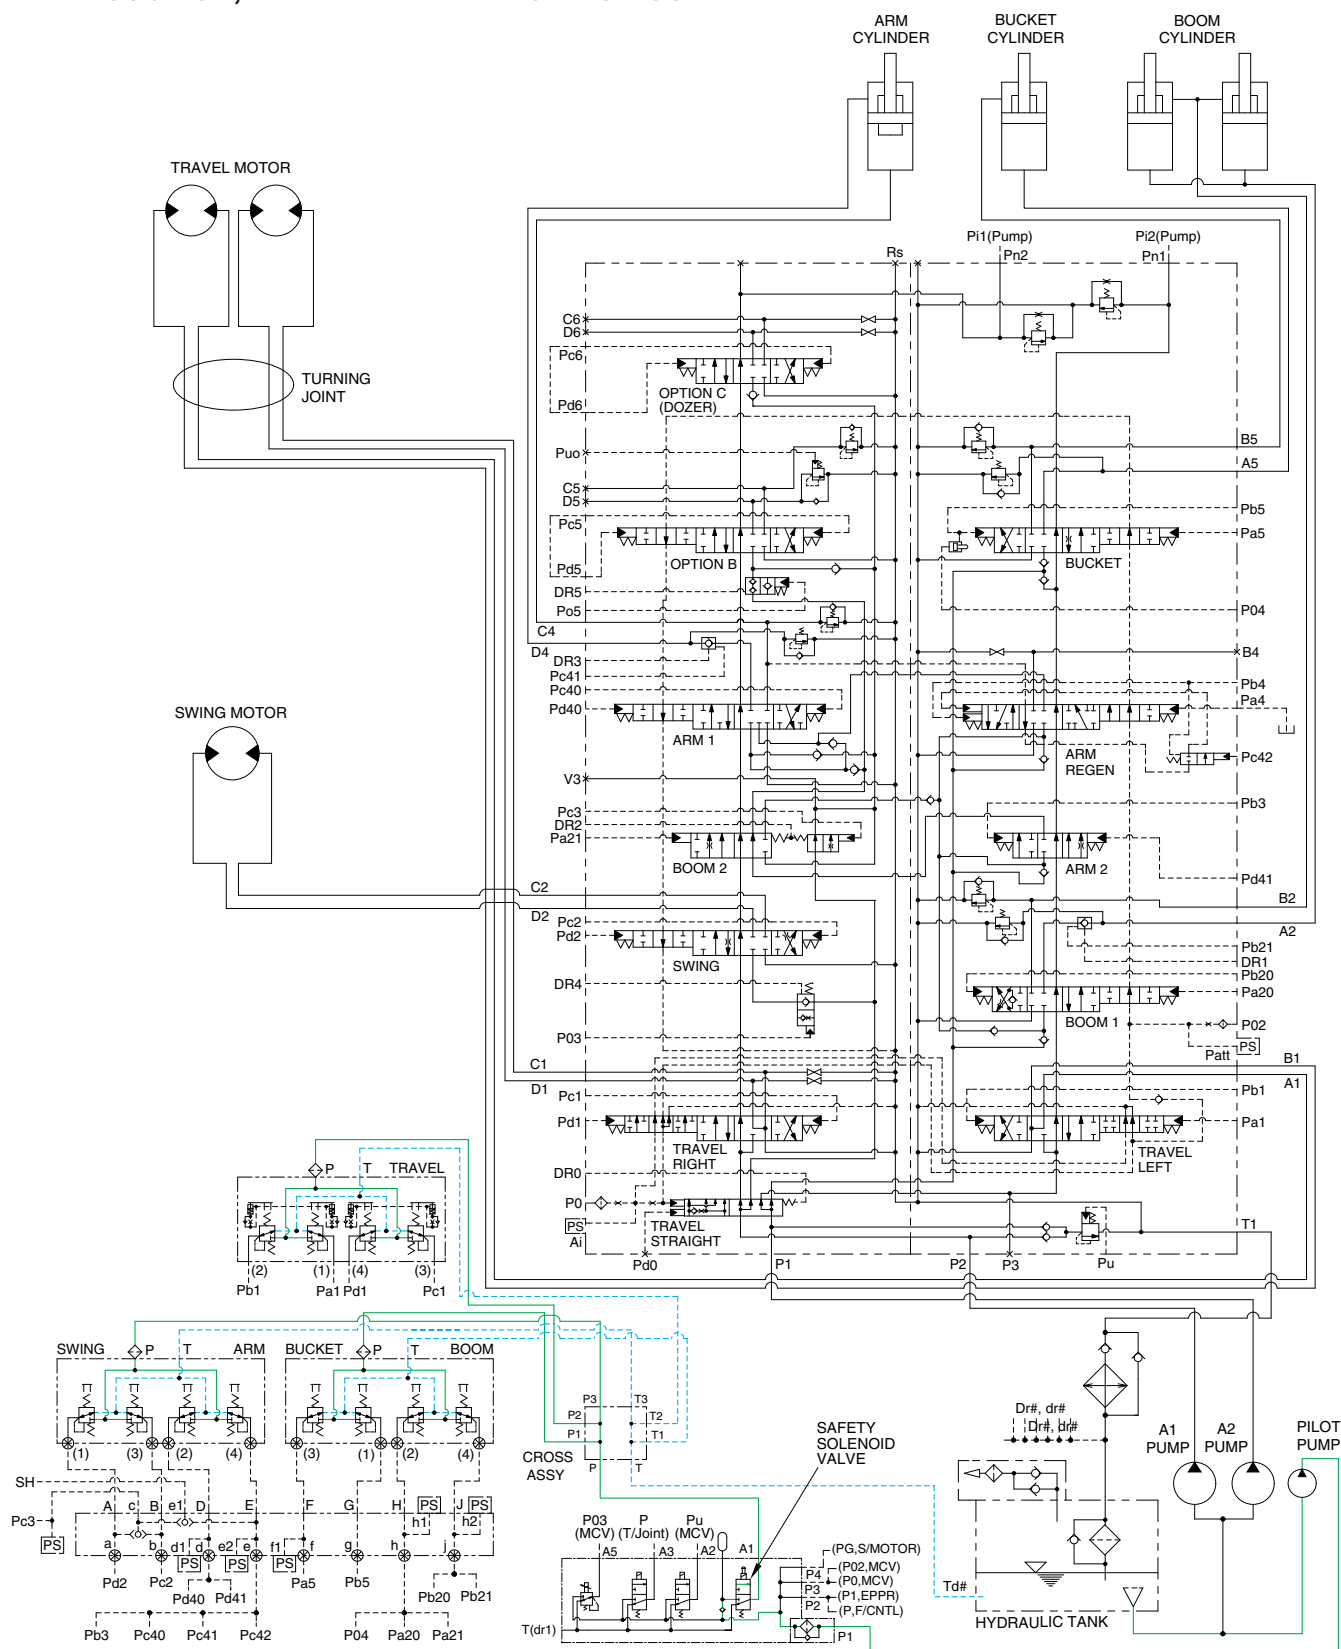 ARM
CYLINDER
BUCKET
CYLINDER
BOOM
CYLINDER
TRAVEL MOTOR
TURNING
JOINT
SWING MOTOR
Pi1(Pump)
Pn2
Pi2(Pump)
Pn1
Rs
C6
D6
Pc6
Pd6
OPTION C
(DOZER)
Puo
C5
D5
Pc5
Pd5
OPTION B
DR5
Po5
C4
D4
DR3
Pc41
Pc40
Pd40
ARM 1
V3
Pc3
DR2
Pa21
BOOM 2
C2
D2
Pc2
Pd2
SWING
DR4
P03
C1
D1
Pc1
Pd1
TRAVEL
RIGHT
DR0
P0
PS
Ai
TRAVEL
STRAIGHT
Pd0
P1
P2
P3
Pu
T1
B5
A5
Pb5
Pa5
BUCKET
P04
B4
Pb4
Pa4
ARM
REGEN
Pc42
Pb3
ARM 2
Pd41
B2
A2
Pb21
DR1
Pb20
Pa20
BOOM 1
P02
PS
Patt
B1
A1
Pb1
Pa1
TRAVEL
LEFT
P T TRAVEL
(2) (1) (4) (3)
Pb1 Pa1 Pd1 Pc1
SWING P T ARM
BUCKET P T BOOM
(1) (3) (2) (4)
(3) (1) (2) (4)
SH
Pc3
PS
A c B e1 D E F G H J
PS PS
h1 h2
a b d1 d e2 e f1 f g h j
PS PS PS
Pd2 Pc2 Pd40 Pd41 Pa5 Pb5 Pb20 Pb21
Pb3 Pc40 Pc41 Pc42 P04 Pa20 Pa21
P3 T3
P2 T2
P1 T1
P T
CROSS
ASSY
SAFETY
SOLENOID
VALVE
P03
(MCV)
P
(T/Joint)
Pu
(MCV)
A5 A3 A2 A1
T(dr1)
P4
P3
P2
P1
(PG,S/MOTOR)
(P02,MCV)
(P0,MCV)
(P1,EPPR)
(P,F/CNTL)
Dr#, dr#
Dr#, dr#
Td#
HYDRAULIC TANK
A1
PUMP
A2
PUMP
PILOT
PUMP